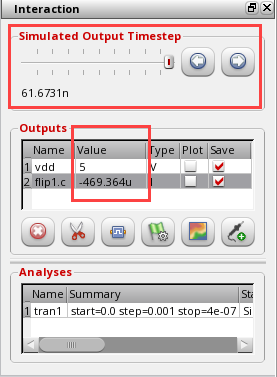 Interaction
Simulated Output Timestep
61.6731n
Outputs
Name Value Type Plot Save
1 vdd 5 V
2 flip1.c -469.364u I
Analyses
Name Summary Sta
1 tran1 start=0.0 step=0.001 stop=4e-07 Si